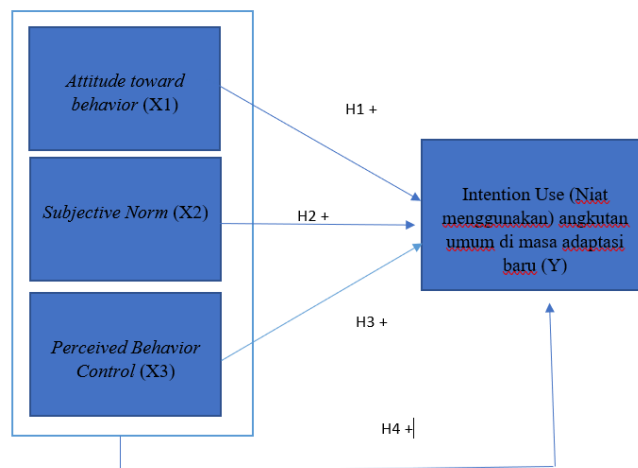 Attitude toward
behavior (X1)
H1 +
Subjective Norm (X2)
H2 +
Intention Use (Niat
menggunakan) angkutan
umum di masa adaptasi
baru (Y)
Perceived Behavior
Control (X3)
H3 +
H4 +